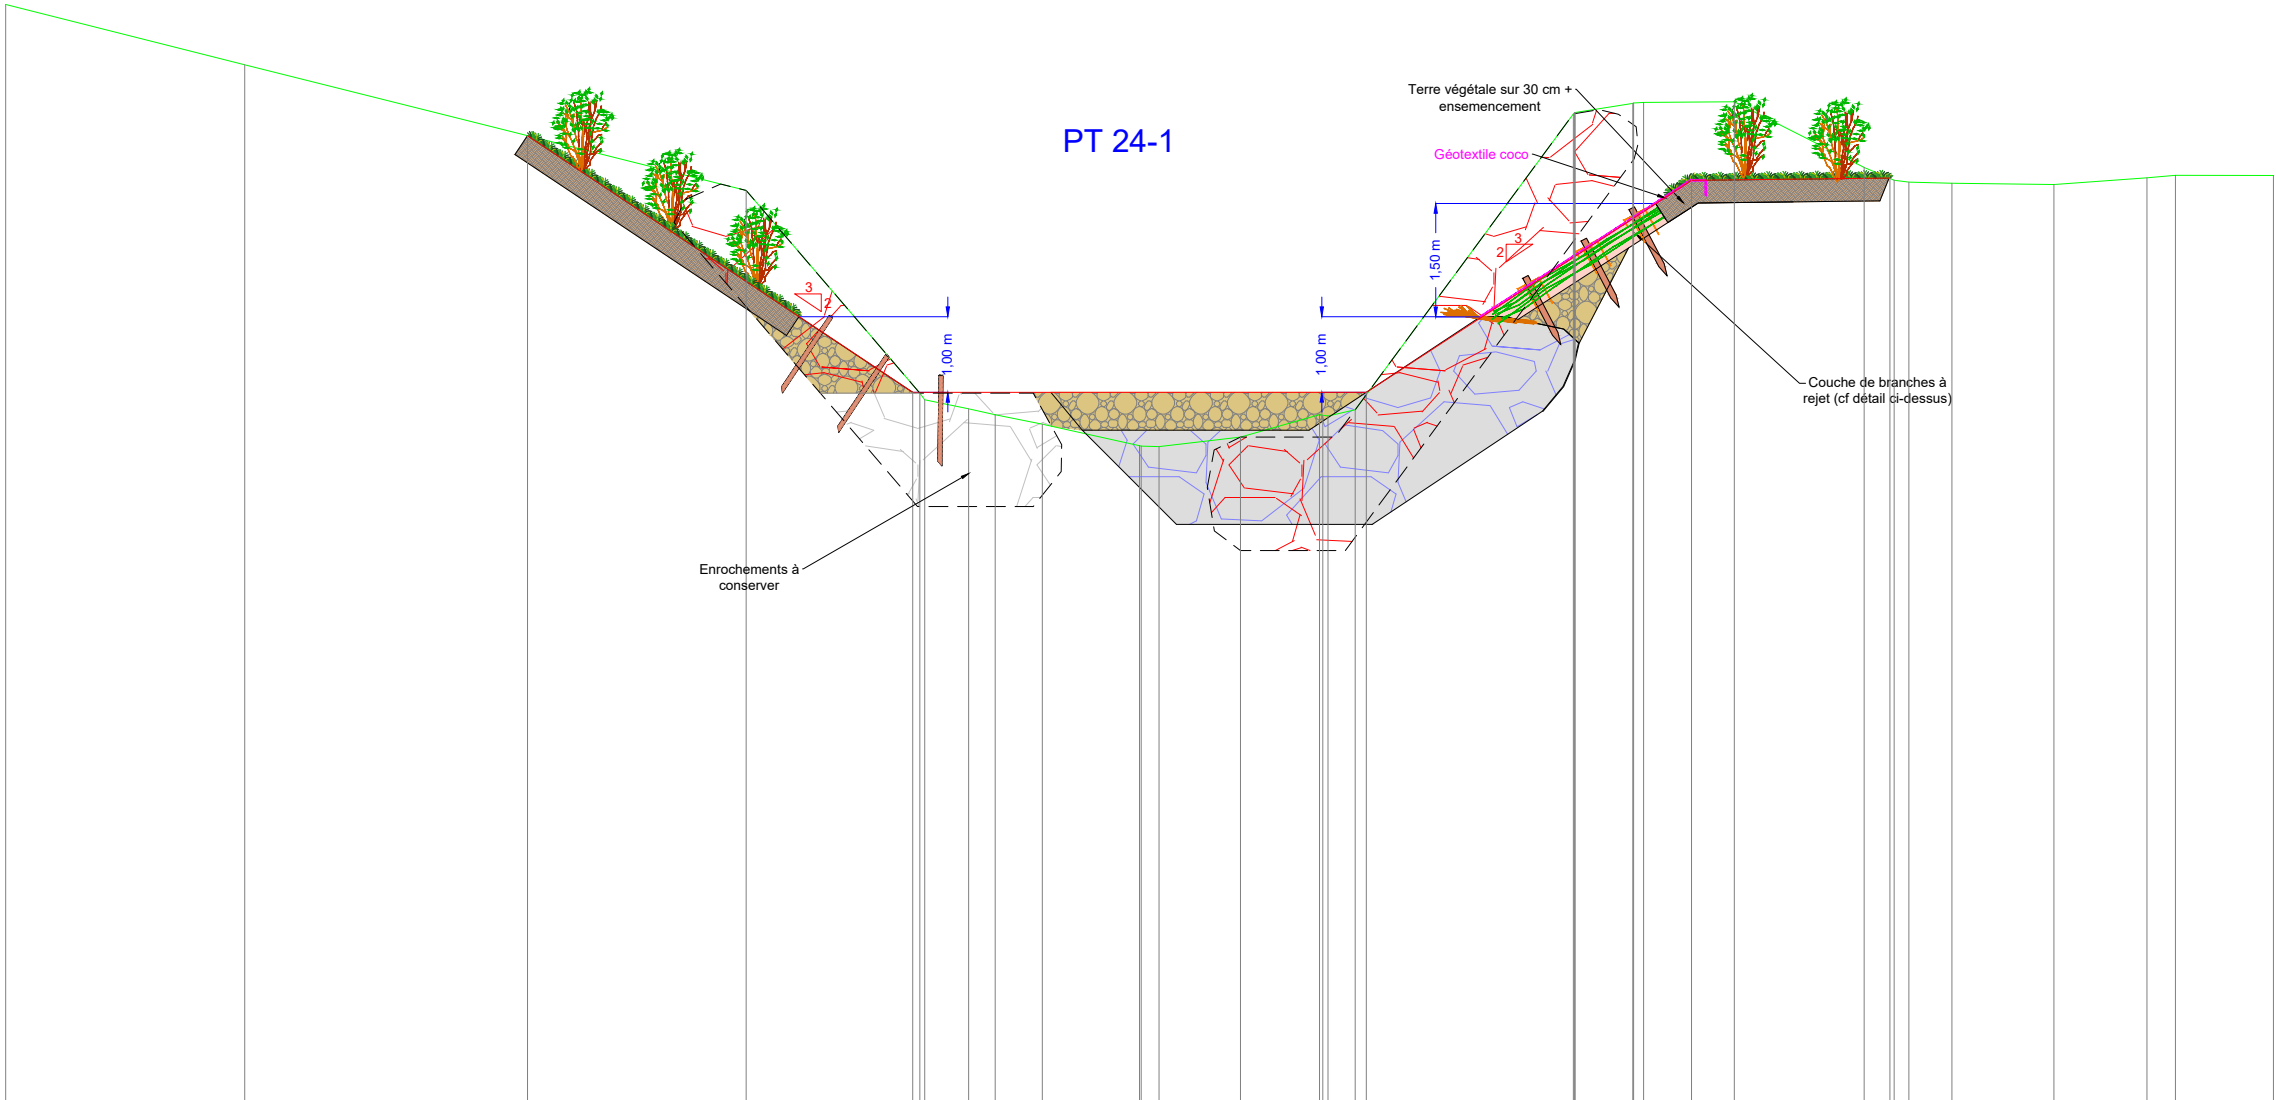 PT 24-1
Terre végétale sur 30 cm +
ensemencement
Géotextile coco
1,50 m
3
2
3
2
1,00 m
1,00 m
Couche de branches à
rejet (cf détail ci-dessus)
Enrochements à
conserver